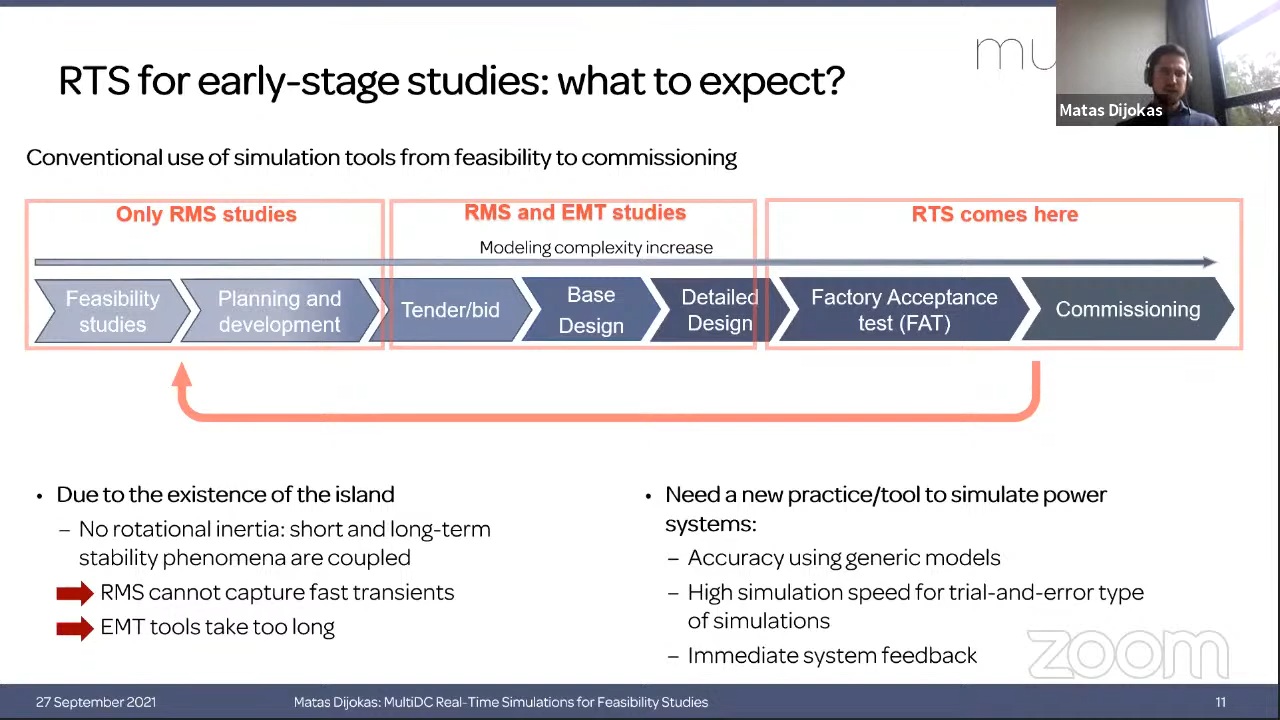 mu
RTS for early-stage studies: what to expect?
Matas Dijokas
Conventional use of simulation tools from feasibility to commissioning
Only RMS studies
RMS and EMT studies
RTS comes here
Modeling complexity increase
Feasibility
studies
Planning and
development
Tender/bid
Base
Design
Detailed
Design
Factory Acceptance
test (FAT)
Commissioning
• Due to the existence of the island
– No rotational inertia: short and long-term
stability phenomena are coupled
RMS cannot capture fast transients
EMT tools take too long
• Need a new practice/tool to simulate power
systems:
– Accuracy using generic models
– High simulation speed for trial-and-error type
of simulations
– Immediate system feedback
zoom
27 September 2021
Matas Dijokas: MultiDC Real-Time Simulations for Feasibility Studies
11